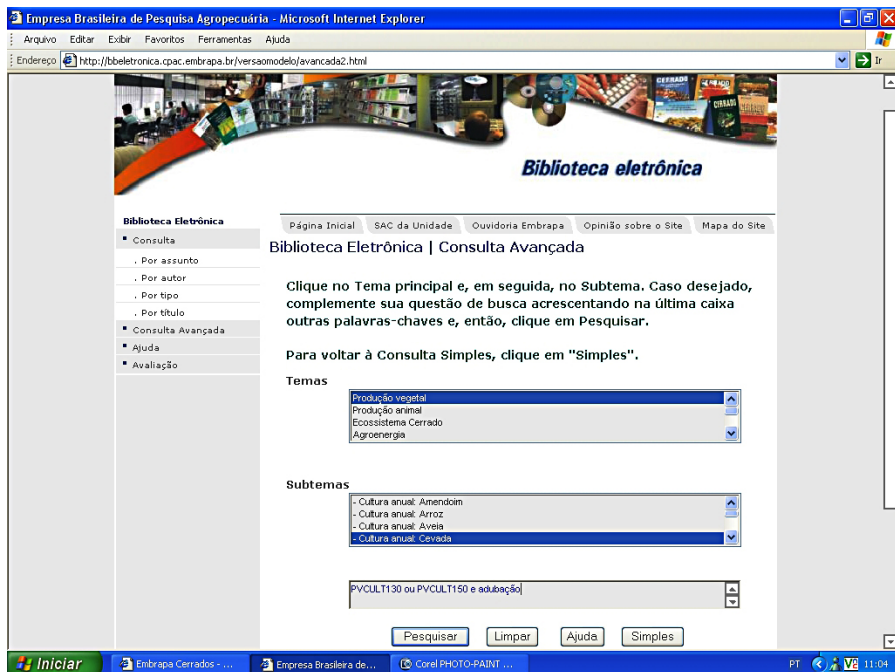 Empresa Brasileira de Pesquisa Agropecuária - Microsoft Internet Explorer
Arquivo Editar Exibir Favoritos Ferramentas Ajuda
Endereço http://bbeletronica.cpac.embrapa.br/versaomodelo/avancada2.html Ir
CERRADO
CERRADO
Biblioteca eletrônica
Biblioteca Eletrônica
Consulta
. Por assunto
. Por autor
. Por tipo
. Por título
Consulta Avançada
Ajuda
Avaliação
Página Inicial SAC da Unidade Ouvidoria Embrapa Opinião sobre o Site Mapa do Site
Biblioteca Eletrônica | Consulta Avançada
Clique no Tema principal e, em seguida, no Subtema. Caso desejado,
complemente sua questão de busca acrescentando na última caixa
outras palavras-chaves e, então, clique em Pesquisar.
Para voltar à Consulta Simples, clique em "Simples".
Temas
Produção vegetal
Produção animal
Ecossistema Cerrado
Agroenergia
Subtemas
- Cultura anual: Amendoim
- Cultura anual: Arroz
- Cultura anual: Aveia
- Cultura anual: Cevada
PVCULT130 ou PVCULT150 e adubação
Pesquisar Limpar Ajuda Simples
Iniciar Embrapa Cerrados - ... Empresa Brasileira de... Corel PHOTO-PAINT ... PT 11:04